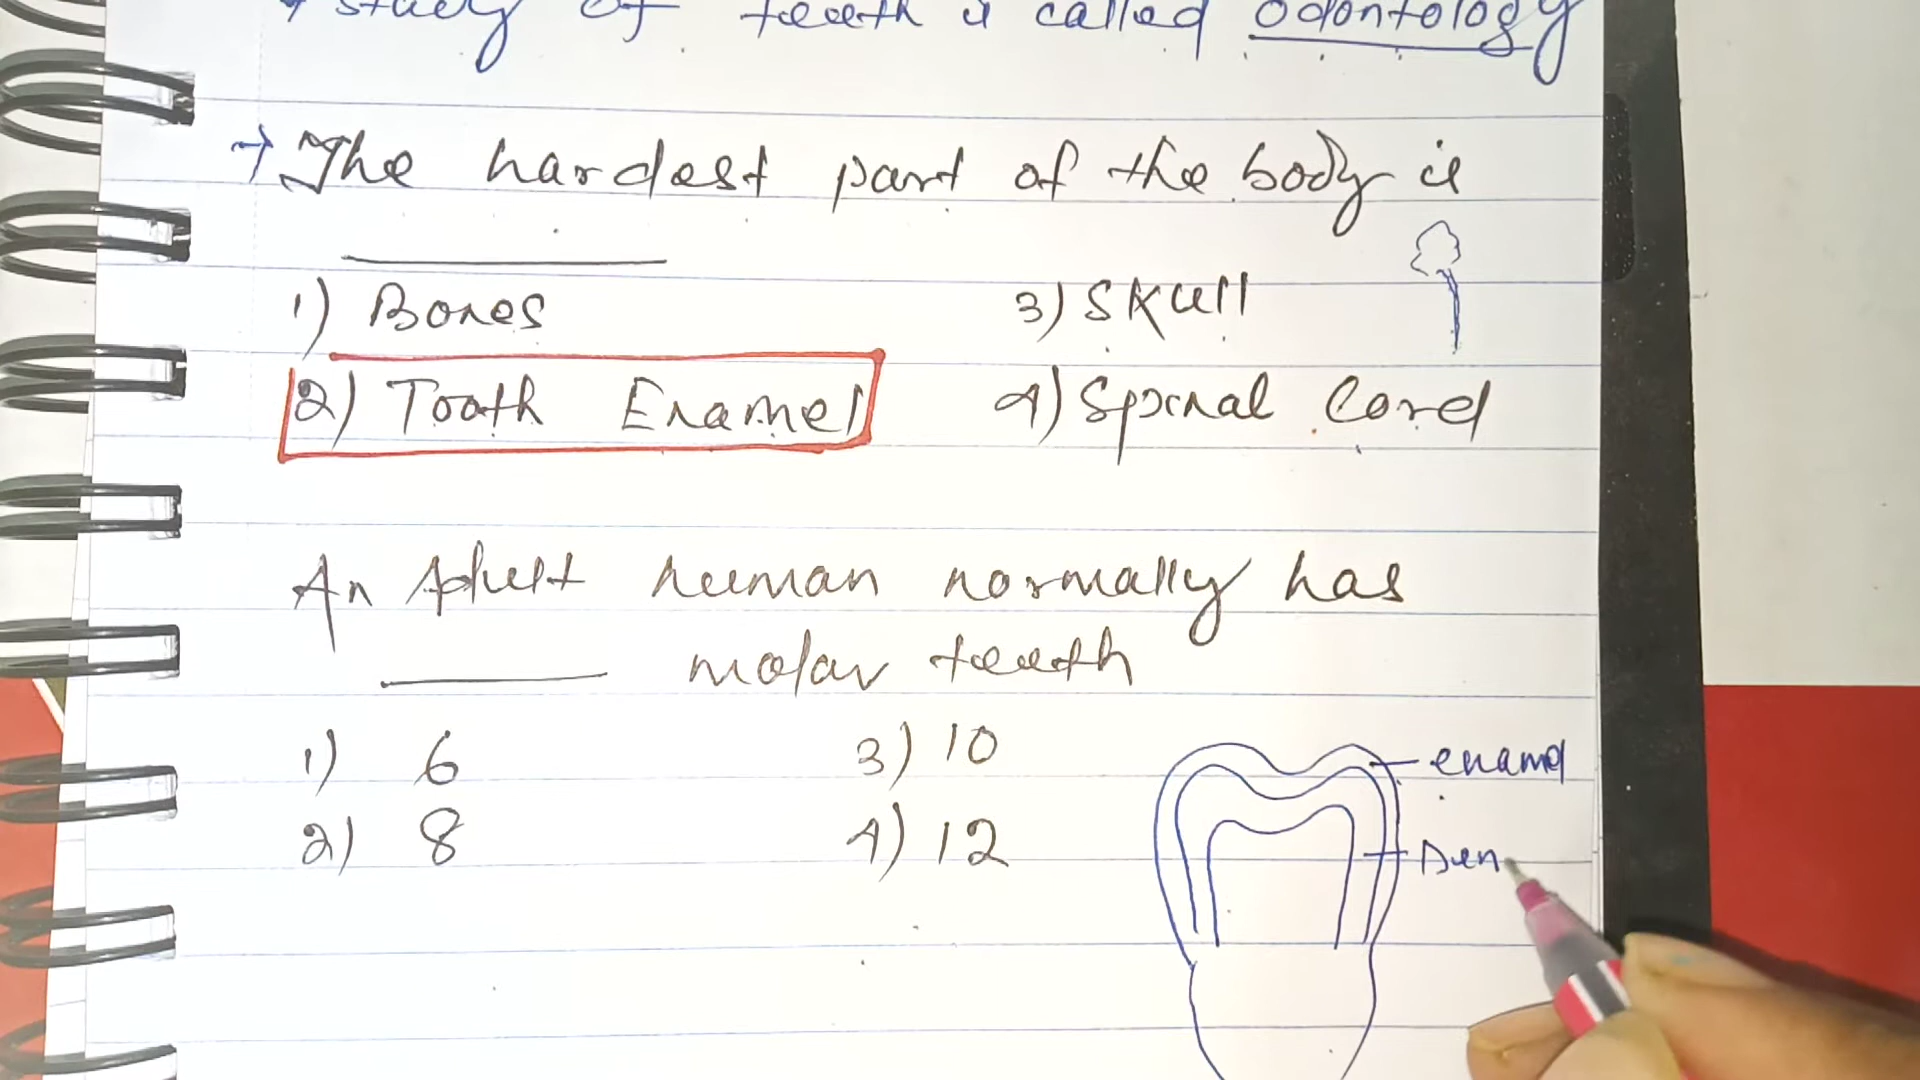 study of teeth is called odontology
→ The hardest part of the body is
1) Bones 3) Skull
2) Tooth Enamel 4) Spinal Cord
An Adult human normally has
molar teeth
1) 6 3) 10
2) 8 4) 12
enamel
Den